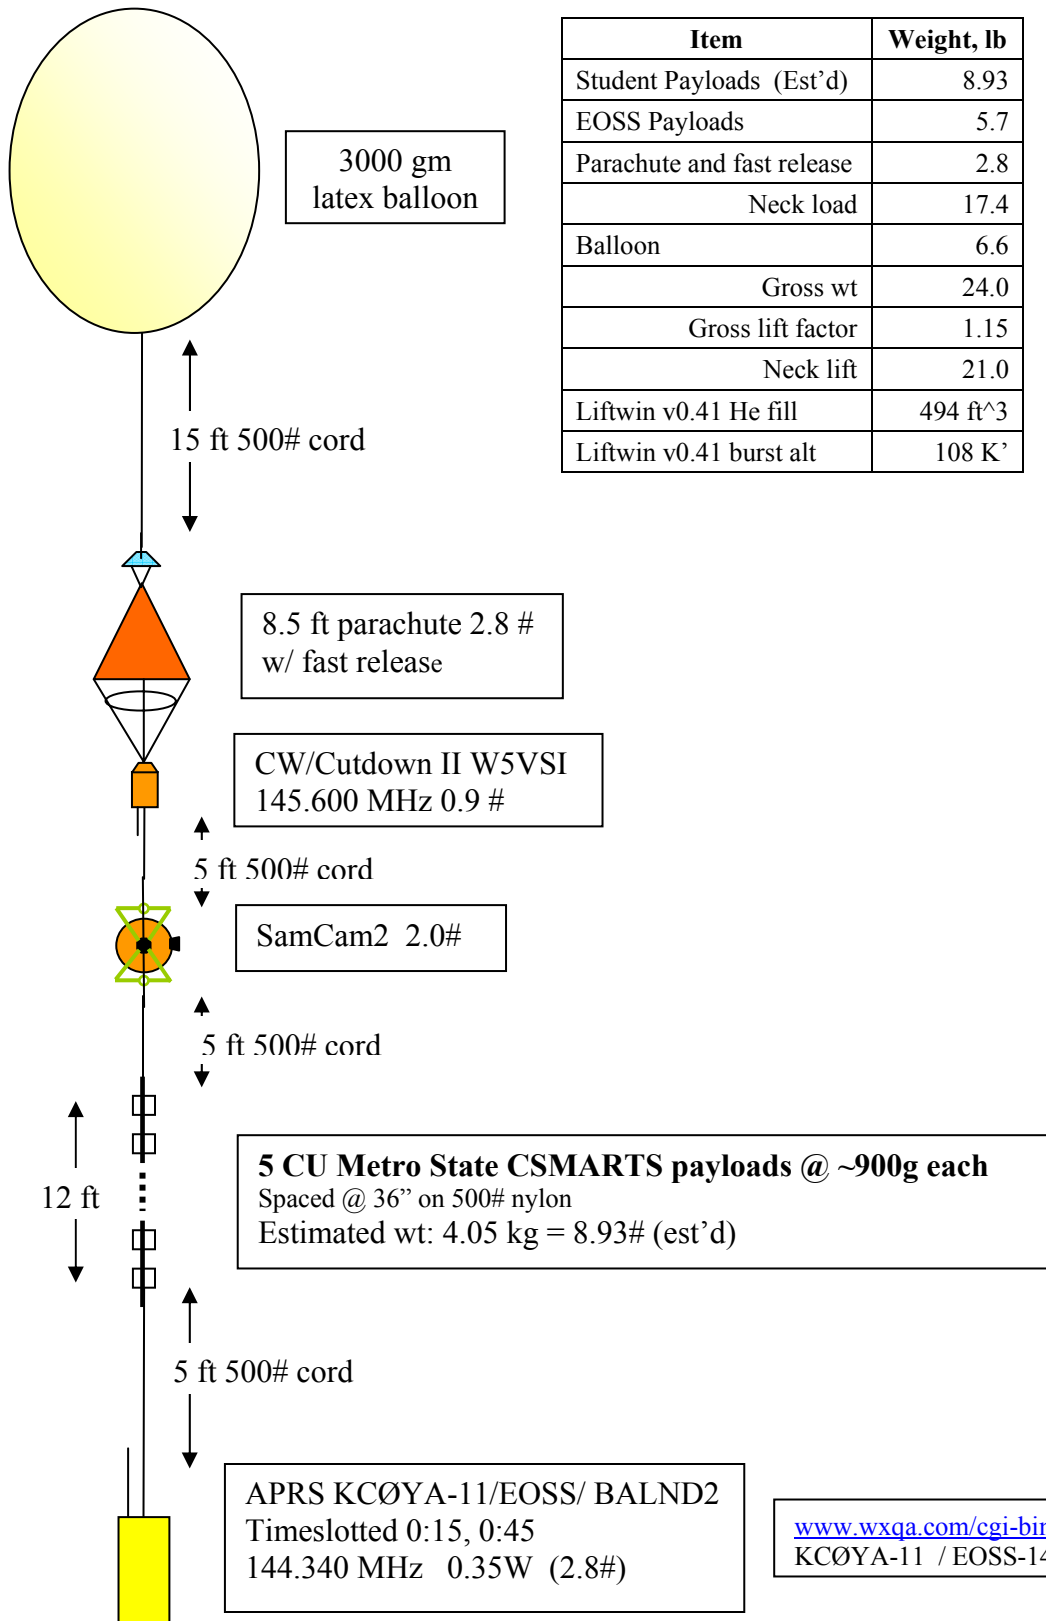 3000 gm
latex balloon
Item Weight, lb
Student Payloads (Est’d) 8.93
EOSS Payloads 5.7
Parachute and fast release 2.8
Neck load 17.4
Balloon 6.6
Gross wt 24.0
Gross lift factor 1.15
Neck lift 21.0
Liftwin v0.41 He fill 494 ft^3
Liftwin v0.41 burst alt 108 K’
15 ft 500# cord
8.5 ft parachute 2.8 #
w/ fast release
CW/Cutdown II W5VSI
145.600 MHz 0.9 #
5 ft 500# cord
SamCam2 2.0#
5 ft 500# cord
12 ft
5 CU Metro State CSMARTS payloads @ ~900g each
Spaced @ 36” on 500# nylon
Estimated wt: 4.05 kg = 8.93# (est’d)
5 ft 500# cord
APRS KCØYA-11/EOSS/ BALND2
Timeslotted 0:15, 0:45
144.340 MHz 0.35W (2.8#)
www.wxqa.com/cgi-bin
KCØYA-11 / EOSS-14